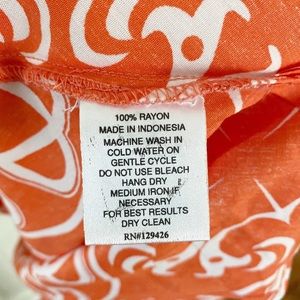 100% RAYON
MADE IN INDONESIA
MACHINE WASH IN
COLD WATER ON
GENTLE CYCLE
DO NOT USE BLEACH
HANG DRY
MEDIUM IRON IF
NECESSARY
FOR BEST RESULTS
DRY CLEAN
RN#129426